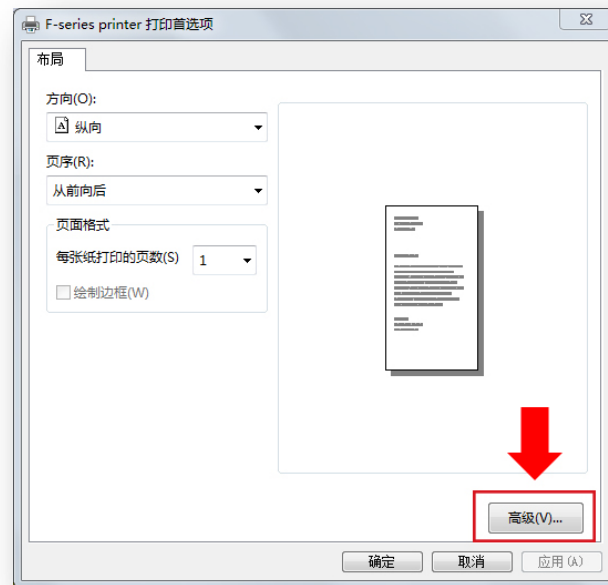 F-series printer 打印首选项
布局
方向(O):
纵向
页序(R):
从前向后
页面格式
每张纸打印的页数(S) 1
绘制边框(W)
高级(V)...
确定 取消 应用(A)